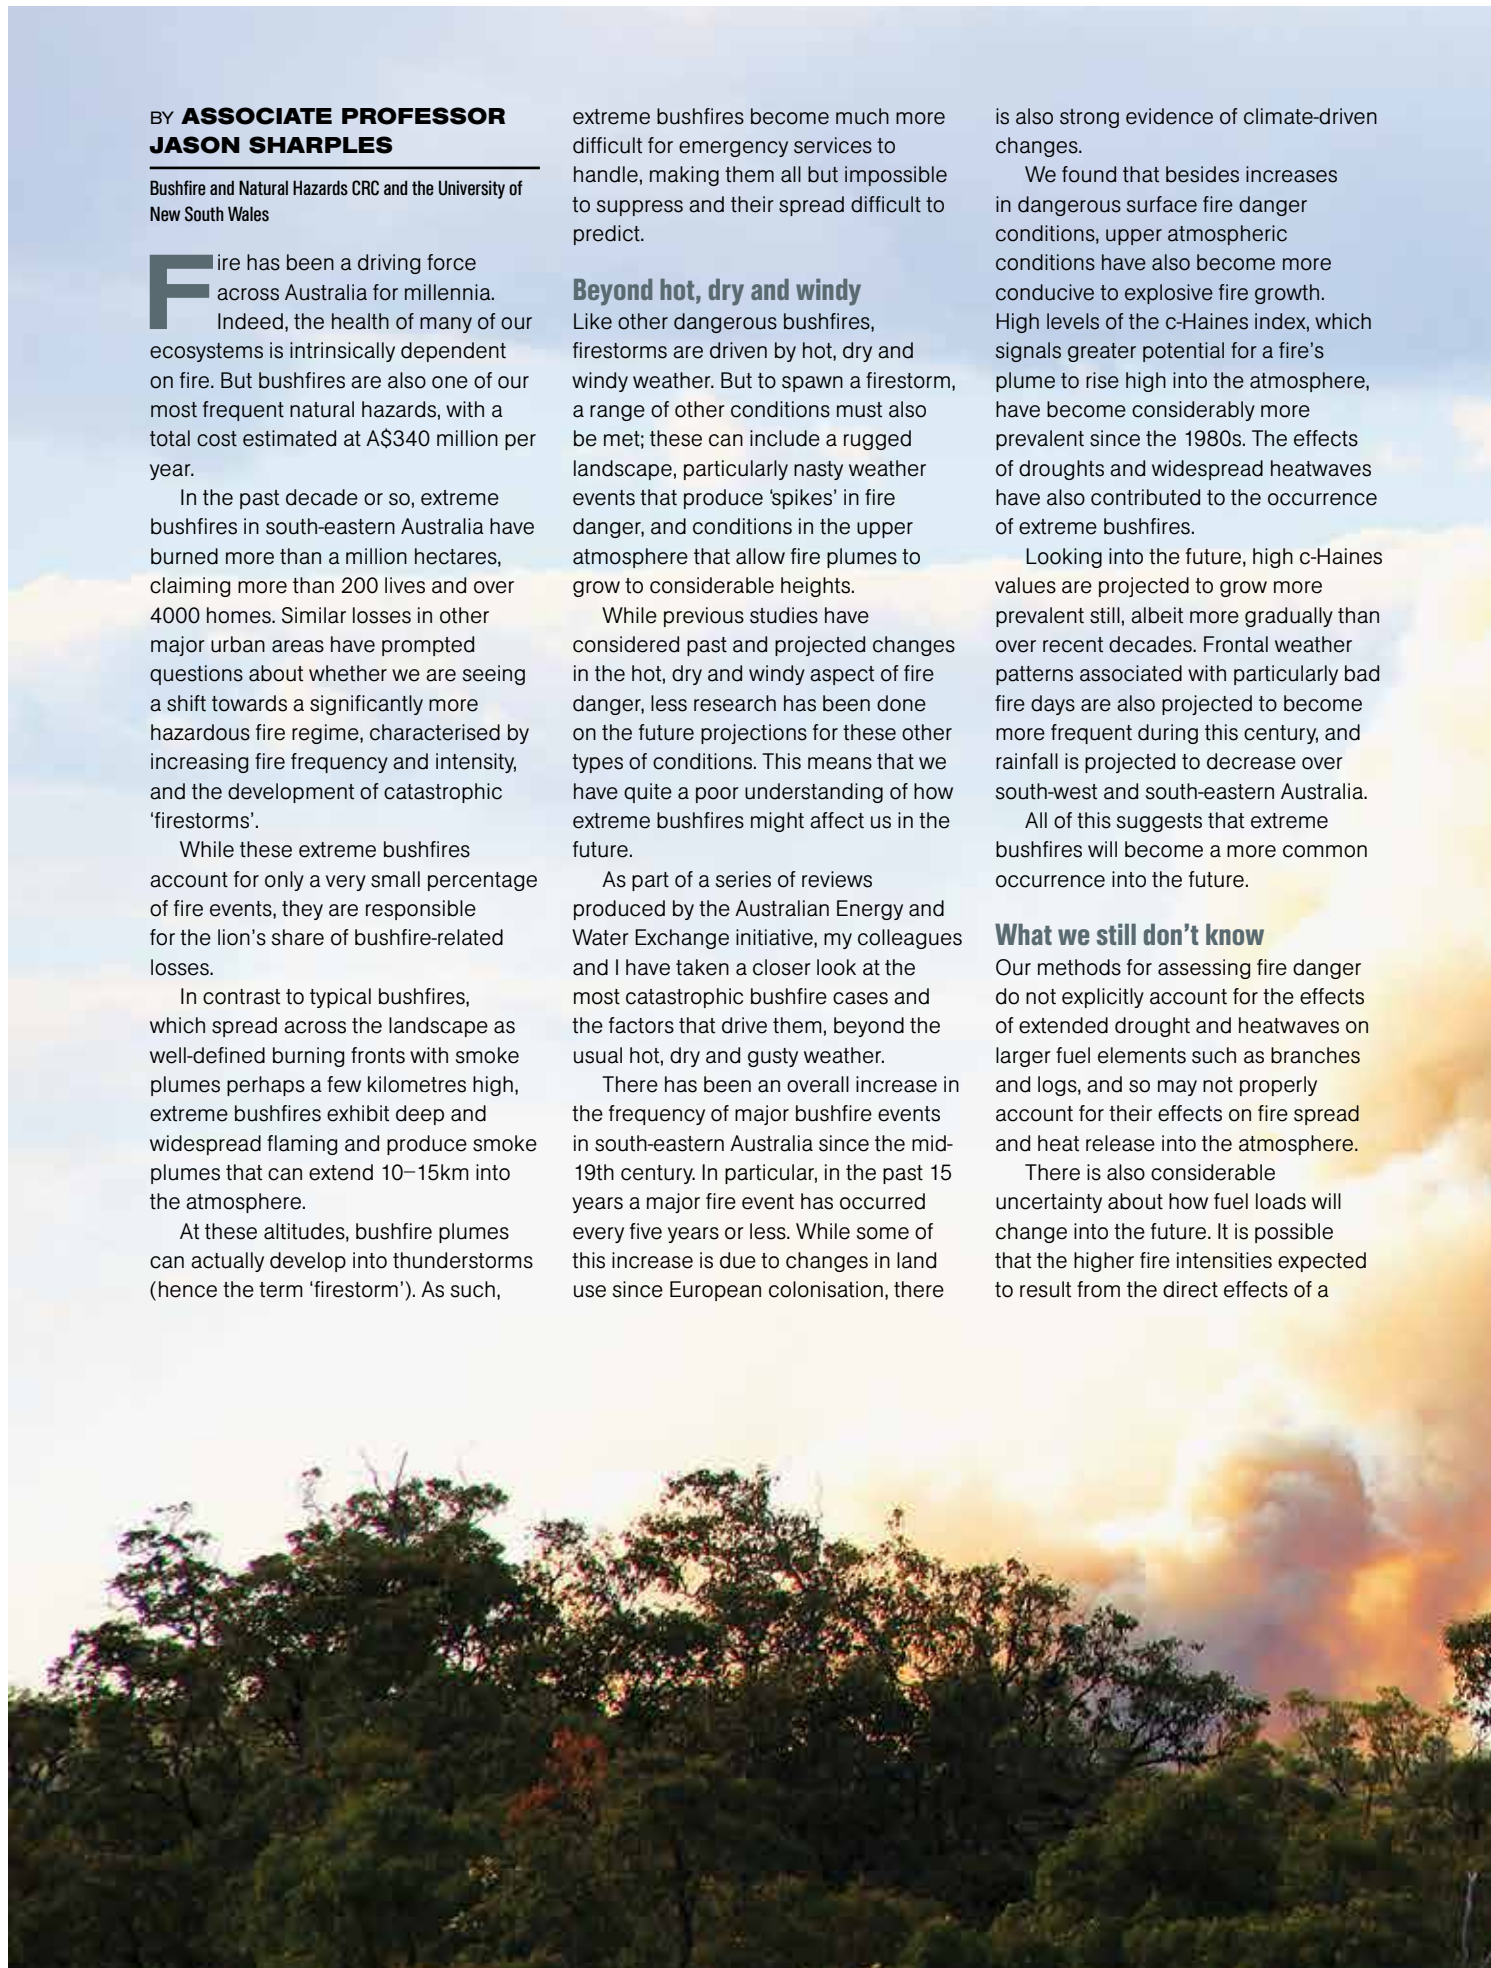 BY ASSOCIATE PROFESSOR
JASON SHARPLES
Bushfire and Natural Hazards CRC and the University of
New South Wales
Fire has been a driving force
across Australia for millennia.
Indeed, the health of many of our
ecosystems is intrinsically dependent
on fire. But bushfires are also one of our
most frequent natural hazards, with a
total cost estimated at A$340 million per
year.
In the past decade or so, extreme
bushfires in south-eastern Australia have
burned more than a million hectares,
claiming more than 200 lives and over
4000 homes. Similar losses in other
major urban areas have prompted
questions about whether we are seeing
a shift towards a significantly more
hazardous fire regime, characterised by
increasing fire frequency and intensity,
and the development of catastrophic
‘firestorms’.
While these extreme bushfires
account for only a very small percentage
of fire events, they are responsible
for the lion’s share of bushfire-related
losses.
In contrast to typical bushfires,
which spread across the landscape as
well-defined burning fronts with smoke
plumes perhaps a few kilometres high,
extreme bushfires exhibit deep and
widespread flaming and produce smoke
plumes that can extend 10–15km into
the atmosphere.
At these altitudes, bushfire plumes
can actually develop into thunderstorms
(hence the term ‘firestorm’). As such,
extreme bushfires become much more
difficult for emergency services to
handle, making them all but impossible
to suppress and their spread difficult to
predict.
Beyond hot, dry and windy
Like other dangerous bushfires,
firestorms are driven by hot, dry and
windy weather. But to spawn a firestorm,
a range of other conditions must also
be met; these can include a rugged
landscape, particularly nasty weather
events that produce ‘spikes’ in fire
danger, and conditions in the upper
atmosphere that allow fire plumes to
grow to considerable heights.
While previous studies have
considered past and projected changes
in the hot, dry and windy aspect of fire
danger, less research has been done
on the future projections for these other
types of conditions. This means that we
have quite a poor understanding of how
extreme bushfires might affect us in the
future.
As part of a series of reviews
produced by the Australian Energy and
Water Exchange initiative, my colleagues
and I have taken a closer look at the
most catastrophic bushfire cases and
the factors that drive them, beyond the
usual hot, dry and gusty weather.
There has been an overall increase in
the frequency of major bushfire events
in south-eastern Australia since the mid-
19th century. In particular, in the past 15
years a major fire event has occurred
every five years or less. While some of
this increase is due to changes in land
use since European colonisation, there
is also strong evidence of climate-driven
changes.
We found that besides increases
in dangerous surface fire danger
conditions, upper atmospheric
conditions have also become more
conducive to explosive fire growth.
High levels of the c-Haines index, which
signals greater potential for a fire’s
plume to rise high into the atmosphere,
have become considerably more
prevalent since the 1980s. The effects
of droughts and widespread heatwaves
have also contributed to the occurrence
of extreme bushfires.
Looking into the future, high c-Haines
values are projected to grow more
prevalent still, albeit more gradually than
over recent decades. Frontal weather
patterns associated with particularly bad
fire days are also projected to become
more frequent during this century, and
rainfall is projected to decrease over
south-west and south-eastern Australia.
All of this suggests that extreme
bushfires will become a more common
occurrence into the future.
What we still don’t know
Our methods for assessing fire danger
do not explicitly account for the effects
of extended drought and heatwaves on
larger fuel elements such as branches
and logs, and so may not properly
account for their effects on fire spread
and heat release into the atmosphere.
There is also considerable
uncertainty about how fuel loads will
change into the future. It is possible
that the higher fire intensities expected
to result from the direct effects of a